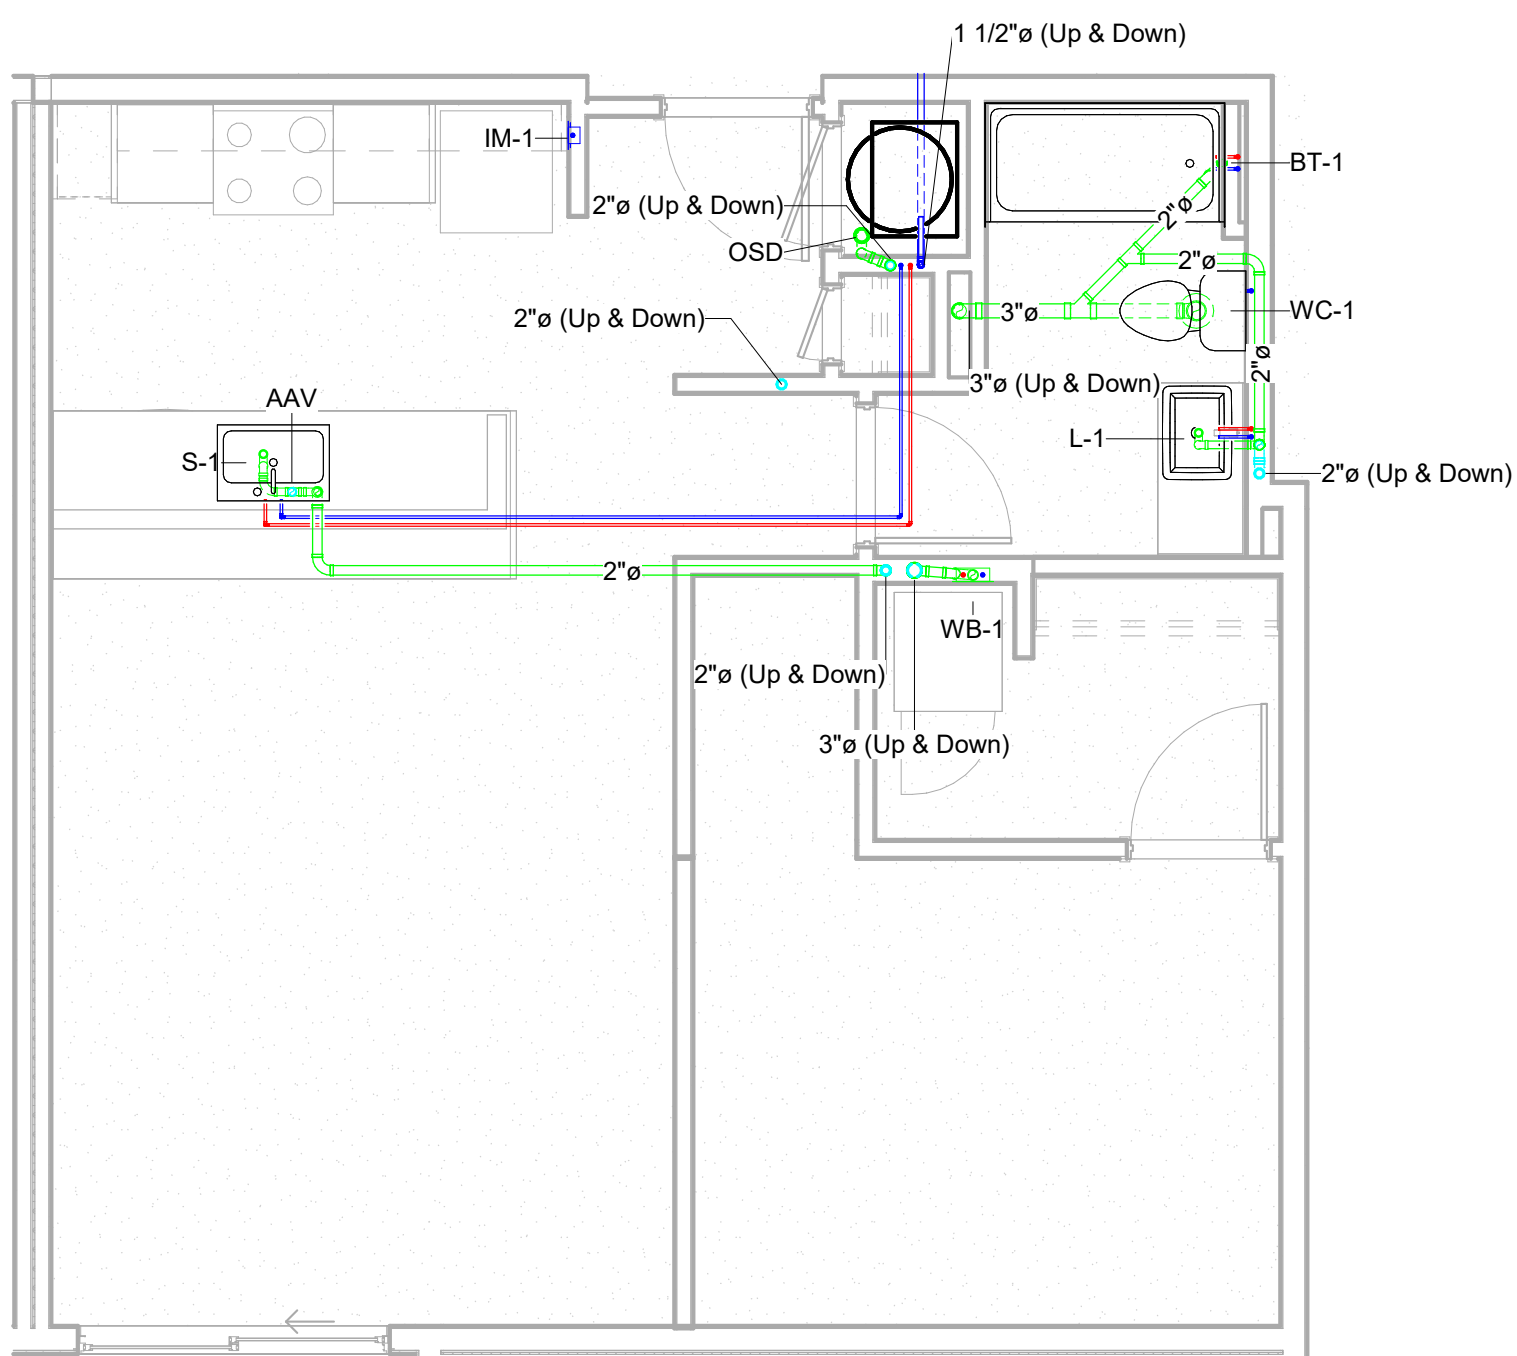 1 1/2"ø (Up & Down)
IM-1
BT-1
2"ø (Up & Down)
2"ø
OSD
2"ø
3"ø
WC-1
2"ø (Up & Down)
2"ø
3"ø (Up & Down)
AAV
L-1
S-1
2"ø (Up & Down)
2"ø
WB-1
2"ø (Up & Down)
3"ø (Up & Down)